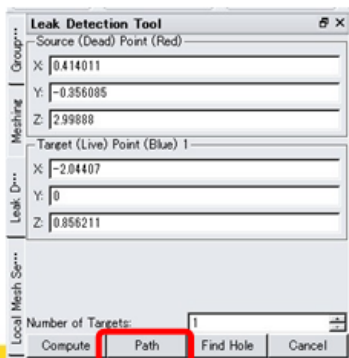 Leak Detection Tool
Source (Dead) Point (Red)
X: 0.414011
Y: -0.356085
Z: 2.99888
Target (Live) Point (Blue) 1
X: -2.04407
Y: 0
Z: 0.856211
Number of Targets: 1
Compute Path Find Hole Cancel
Group...
Meshing
Leak D...
Local Mesh Se...